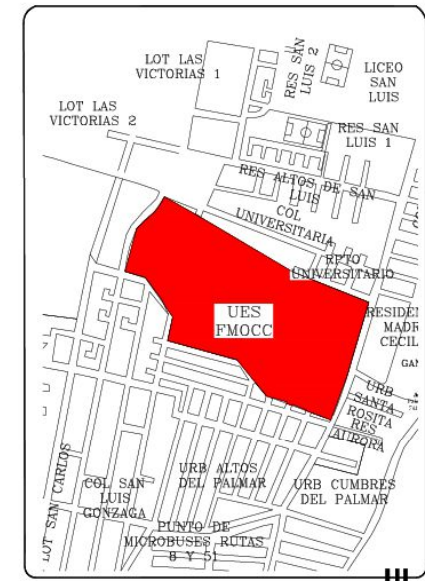 LOT LAS
VICTORIAS 1
RES SAN
LUIS 2
LICEO
SAN
LUIS
LOT LAS
VICTORIAS 2
RES SAN
LUIS 1
RES ALTOS DE SAN
LUIS
COL
UNIVERSITARIA
RPTO
UNIVERSITARIO
UES
FMOCC
RESIDEN
MADR
CECIL
GAN
URB
SANTA
ROSITA
RES
AURORA
URB ALTOS
DEL PALMAR
URB CUMBRES
DEL PALMAR
LOT SAN CARLOS
COL SAN
LUIS
GONZAGA
PUNTO DE
MICROBUSES RUTAS
8 Y 51